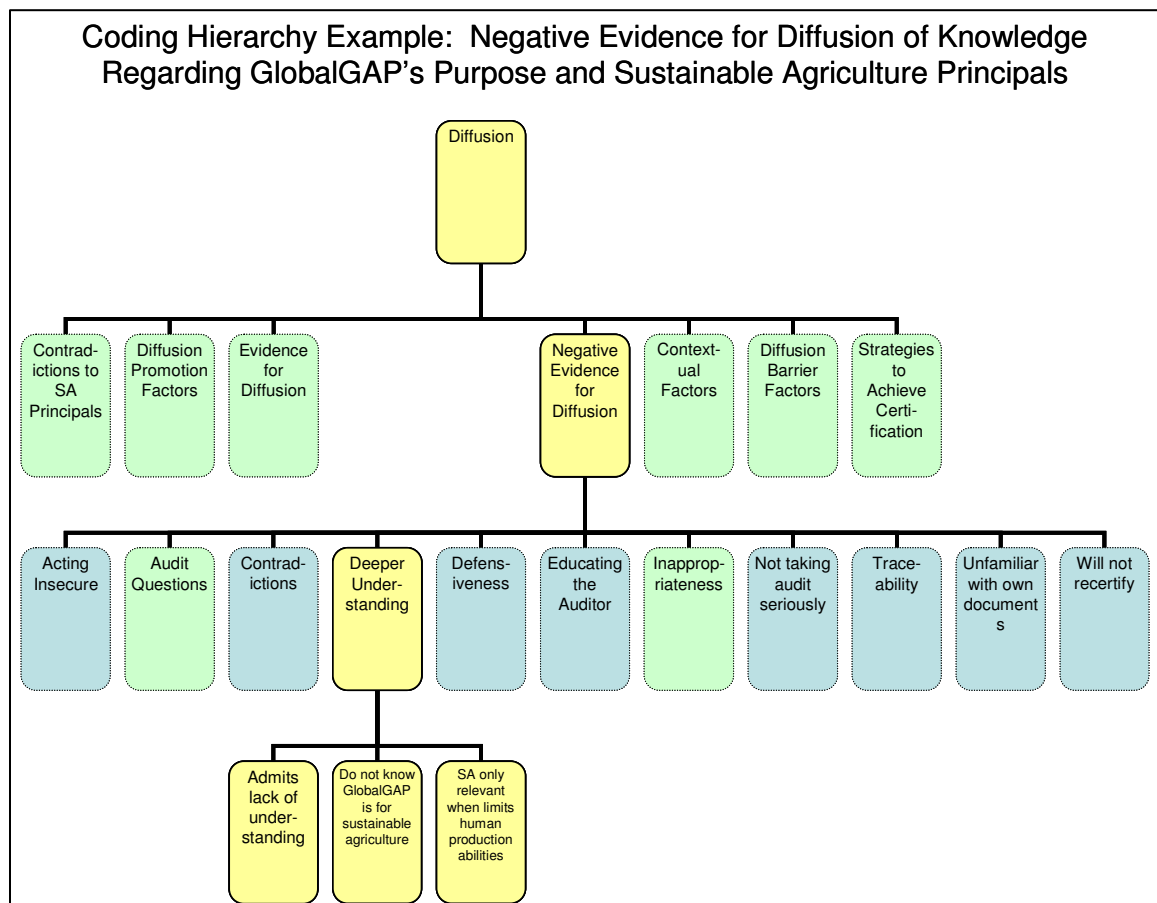 Coding Hierarchy Example:  Negative Evidence for Diffusion of Knowledge
Regarding GlobalGAP's Purpose and Sustainable Agriculture Principals
Diffusion
Contrad-
ictions to
SA
Principals
Diffusion
Promotion
Factors
Evidence
for
Diffusion
Negative
Evidence
for
Diffusion
Context-
ual
Factors
Diffusion
Barrier
Factors
Strategies
to
Achieve
Certi-
fication
Acting
Insecure
Audit
Questions
Contrad-
ictions
Deeper
Under-
standing
Defens-
iveness
Educating
the
Auditor
Inapprop-
riateness
Not taking
audit
seriously
Trace-
ability
Unfamiliar
with own
document
s
Will not
recertify
Admits
lack of
under-
standing
Do not know
GlobalGAP
is for
sustainable
agriculture
SA only
relevant
when limits
human
production
abilities